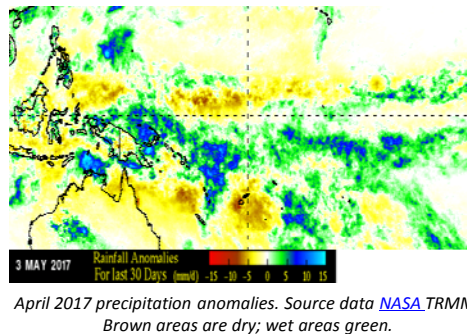 3 MAY 2017
Rainfall Anomalies
For last 30 Days (mm/d) -15 -10 -5 0 5 10 15
April 2017 precipitation anomalies. Source data NASA TRMM
Brown areas are dry; wet areas green.